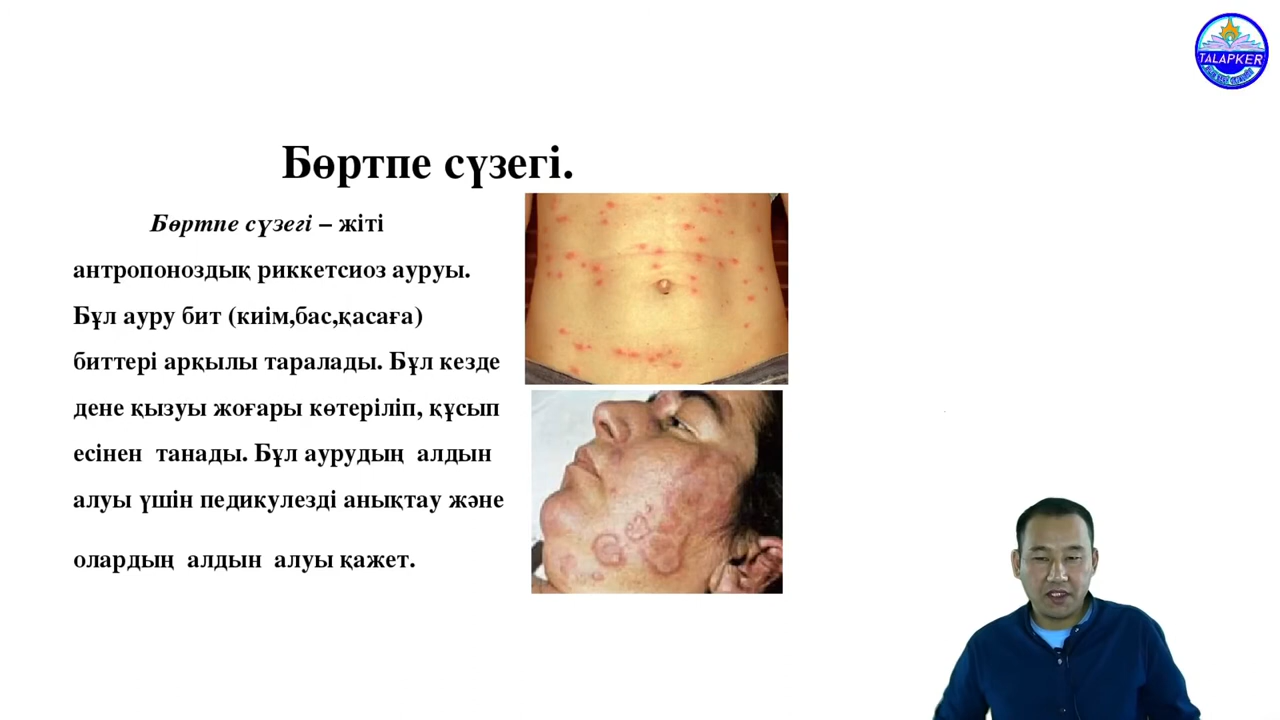 TALAPKER
Бөртпе сүзегі.
Бөртпе сүзегі – жіті
антропоноздық риккетсиоз ауруы.
Бұл ауру бит (киім,бас,қасаға)
биттері арқылы таралады. Бұл кезде
дене қызуы жоғары көтеріліп, құсып
есінен танады. Бұл аурудың алдын
алуы үшін педикулезді анықтау және
олардың алдын алуы қажет.